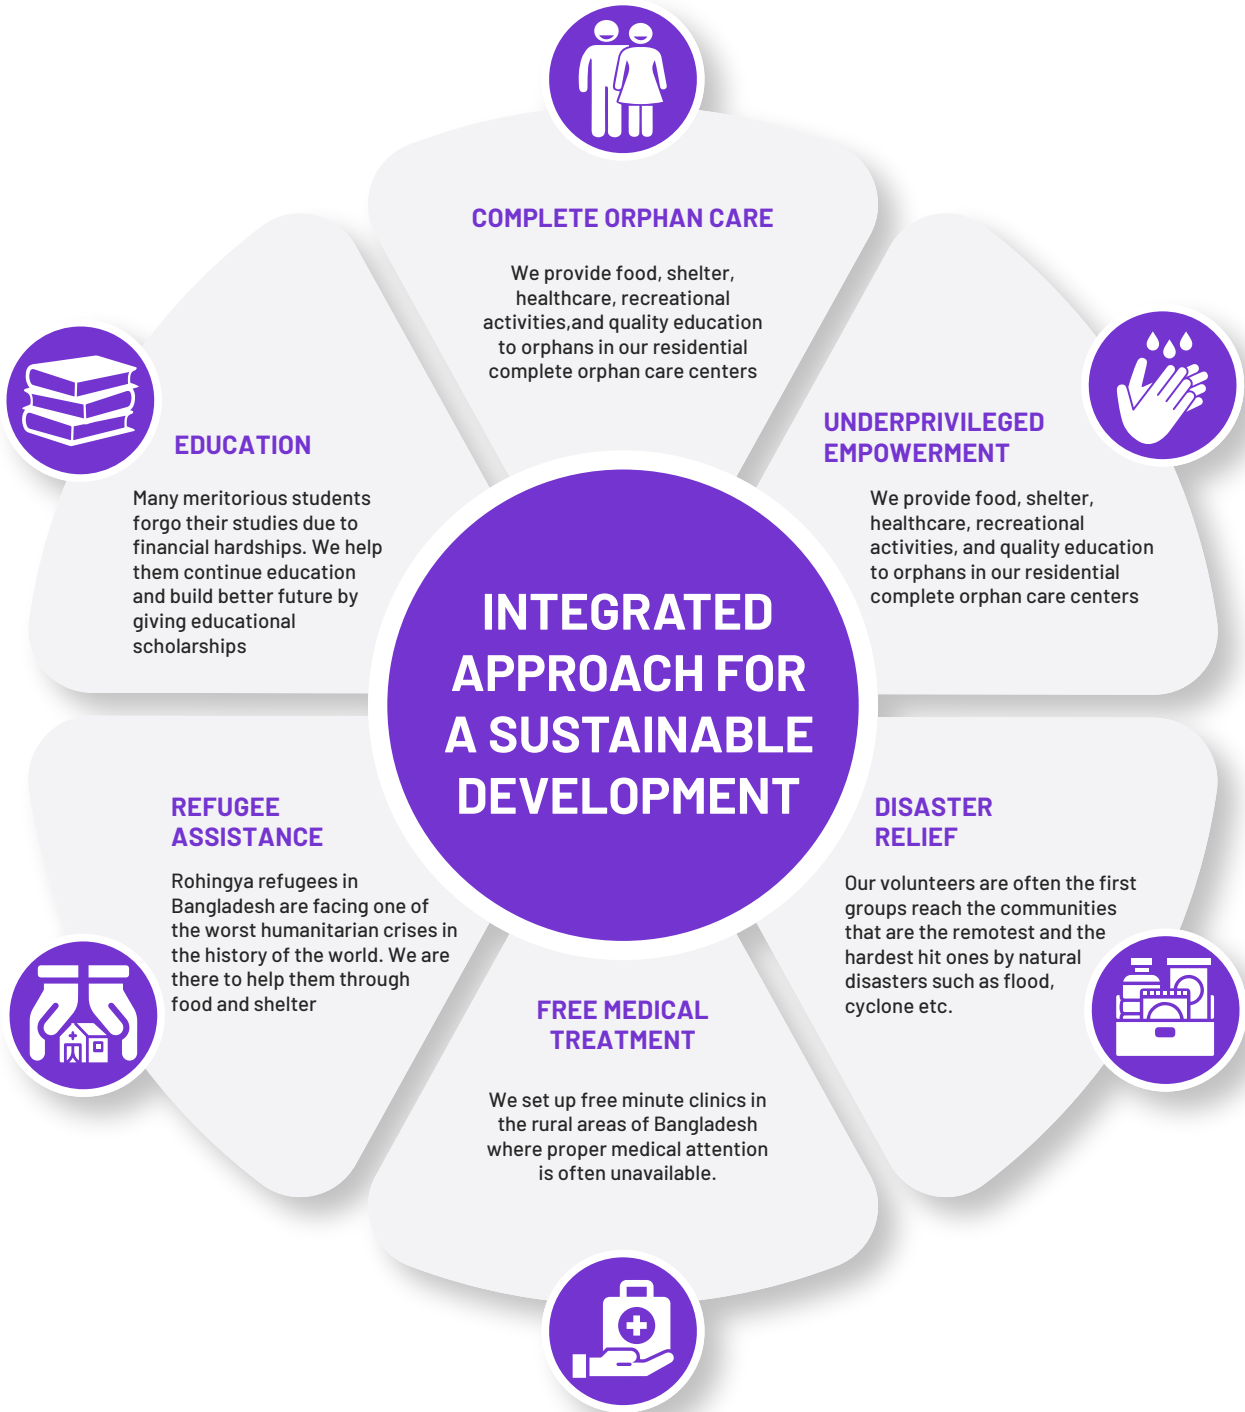 COMPLETE ORPHAN CARE
We provide food, shelter,
healthcare, recreational
activities,and quality education
to orphans in our residential
complete orphan care centers
UNDERPRIVILEGED
EMPOWERMENT
We provide food, shelter,
healthcare, recreational
activities, and quality education
to orphans in our residential
complete orphan care centers
EDUCATION
Many meritorious students
forgo their studies due to
financial hardships. We help
them continue education
and build better future by
giving educational
scholarships
INTEGRATED
APPROACH FOR
A SUSTAINABLE
DEVELOPMENT
REFUGEE
ASSISTANCE
Rohingya refugees in
Bangladesh are facing one of
the worst humanitarian crises in
the history of the world. We are
there to help them through
food and shelter
DISASTER
RELIEF
Our volunteers are often the first
groups reach the communities
that are the remotest and the
hardest hit ones by natural
disasters such as flood,
cyclone etc.
FREE MEDICAL
TREATMENT
We set up free minute clinics in
the rural areas of Bangladesh
where proper medical attention
is often unavailable.